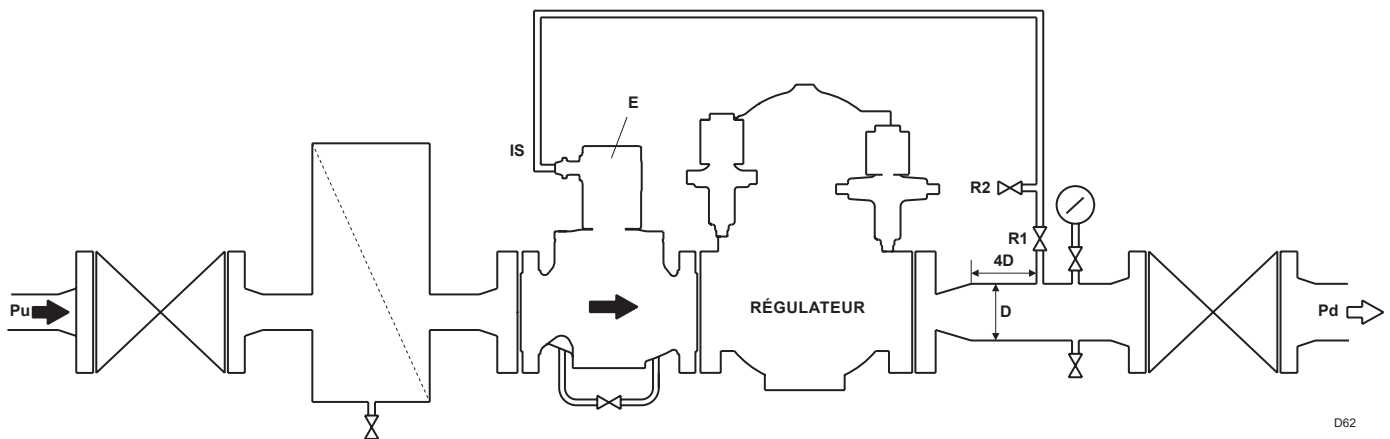 E
IS
R2
R1
4D
Pu
RÉGULATEUR
D
Pd
D62